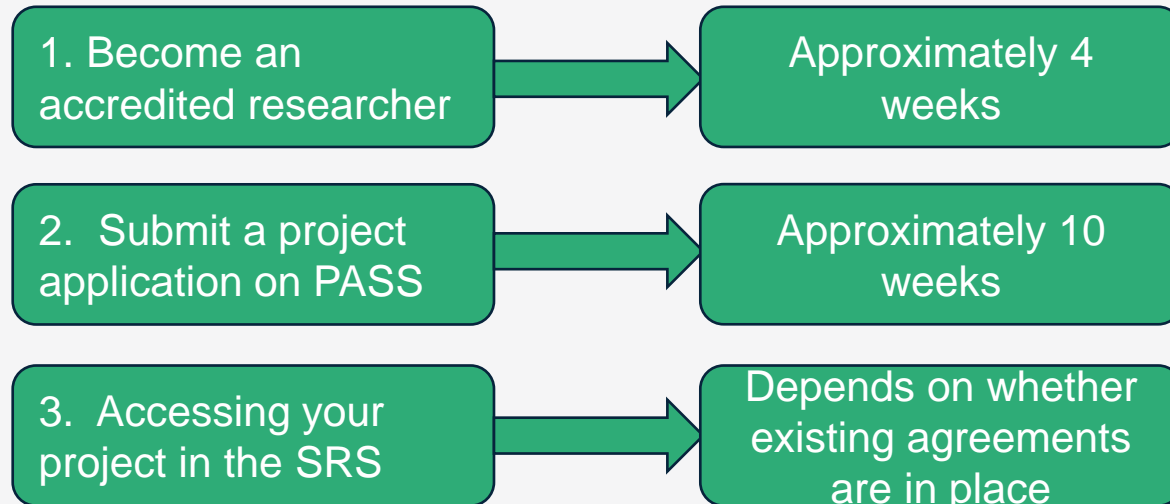 1. Become an
accredited researcher
Approximately 4
weeks
2. Submit a project
application on PASS
Approximately 10
weeks
3. Accessing your
project in the SRS
Depends on whether
existing agreements
are in place